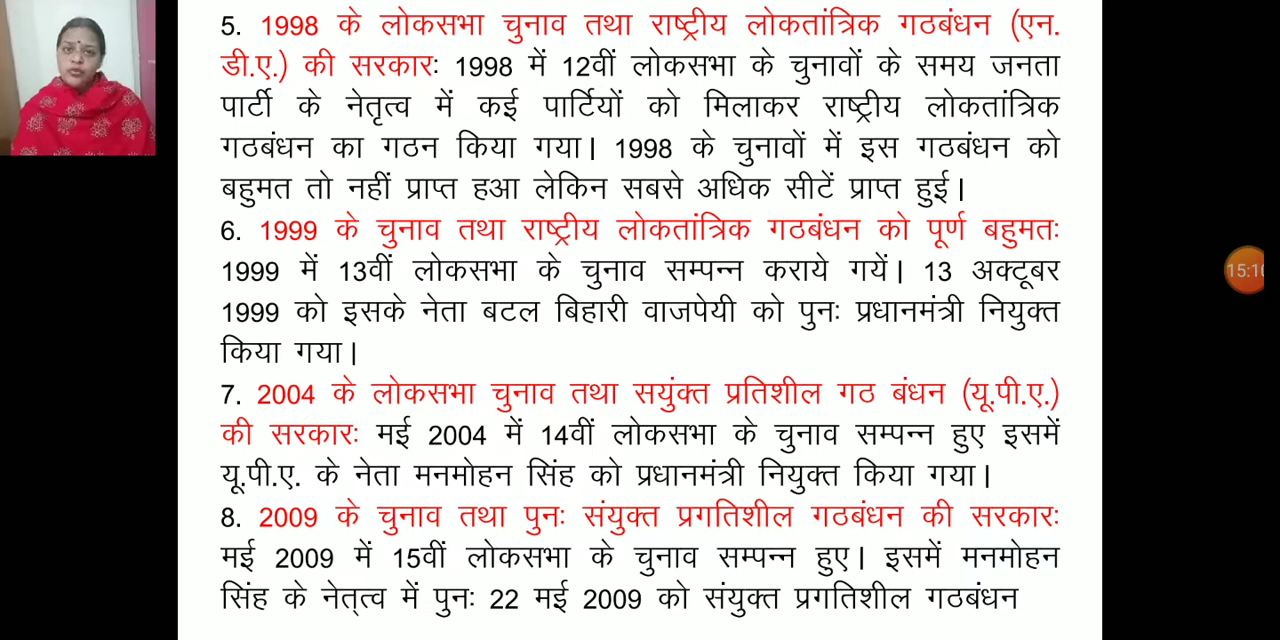 5. 1998 के लोकसभा चुनाव तथा राष्ट्रीय लोकतांत्रिक गठबंधन (एन.
डी.ए.) की सरकारः 1998 में 12वीं लोकसभा के चुनावों के समय जनता
पार्टी के नेतृत्व में कई पार्टियों को मिलाकर राष्ट्रीय लोकतांत्रिक
गठबंधन का गठन किया गया। 1998 के चुनावों में इस गठबंधन को
बहुमत तो नहीं प्राप्त हआ लेकिन सबसे अधिक सीटें प्राप्त हुई।
6. 1999 के चुनाव तथा राष्ट्रीय लोकतांत्रिक गठबंधन को पूर्ण बहुमतः
1999 में 13वीं लोकसभा के चुनाव सम्पन्न कराये गयें। 13 अक्टूबर
1999 को इसके नेता बटल बिहारी वाजपेयी को पुनः प्रधानमंत्री नियुक्त
किया गया।
7. 2004 के लोकसभा चुनाव तथा सयुंक्त प्रतिशील गठ बंधन (यू.पी.ए.)
की सरकारः मई 2004 में 14वीं लोकसभा के चुनाव सम्पन्न हुए इसमें
यू.पी.ए. के नेता मनमोहन सिंह को प्रधानमंत्री नियुक्त किया गया।
8. 2009 के चुनाव तथा पुनः संयुक्त प्रगतिशील गठबंधन की सरकारः
मई 2009 में 15वीं लोकसभा के चुनाव सम्पन्न हुए। इसमें मनमोहन
सिंह के नेत्त्व में पुनः 22 मई 2009 को संयुक्त प्रगतिशील गठबंधन